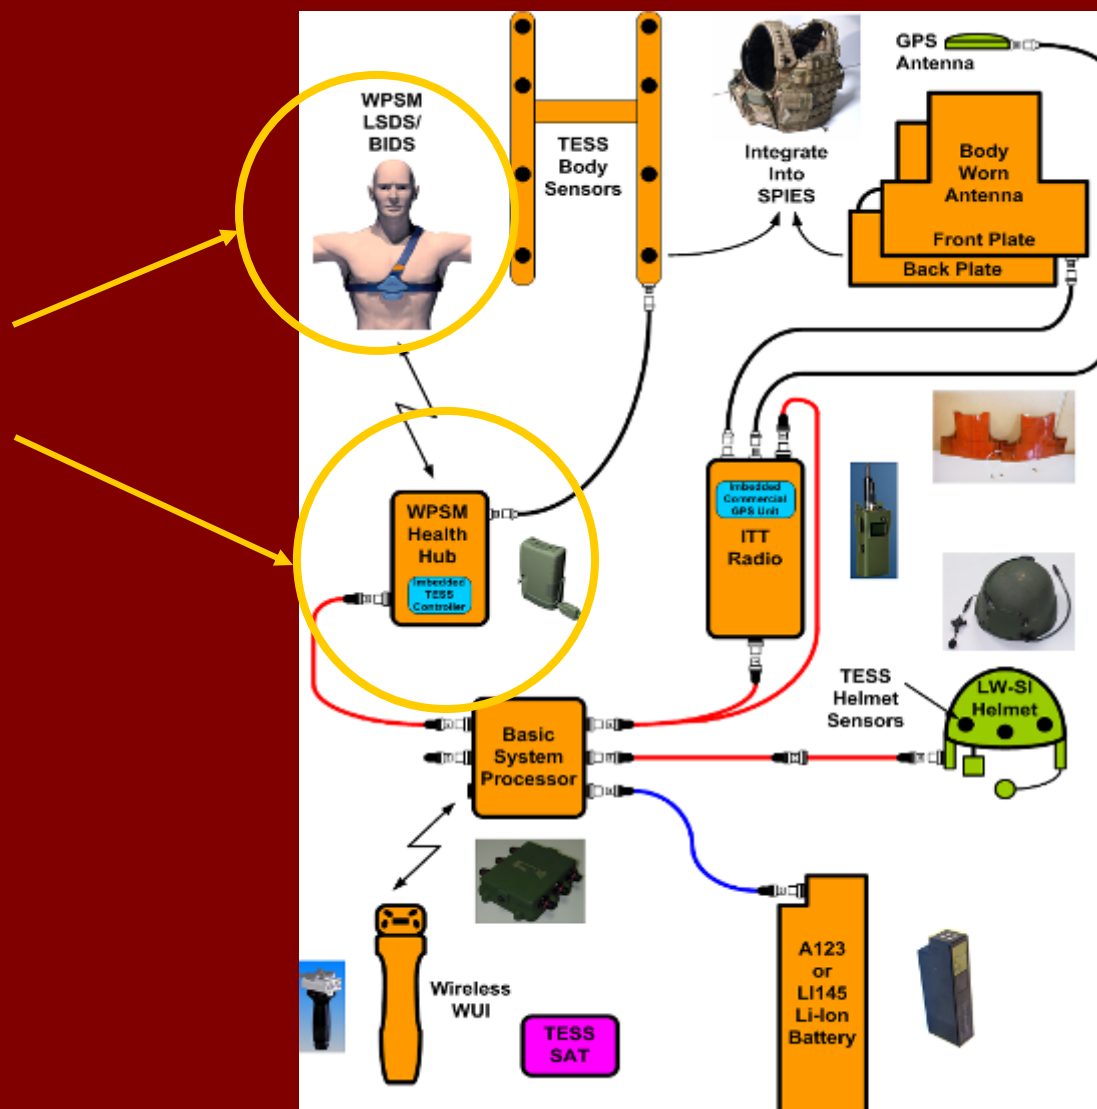 WPSM
LSDS/
BIDS
TESS
Body
Sensors
Integrate
Into
SPIES
GPS
Antenna
Body
Worn
Antenna
Front Plate
Back Plate
WPSM
Health
Hub
Imbedded
TESS
Controller
Imbedded
Commercial
GPS Unit
ITT
Radio
TESS
Helmet
Sensors
LW-SI
Helmet
Basic
System
Processor
Wireless
WUI
TESS
SAT
A123
or
LI145
Li-Ion
Battery